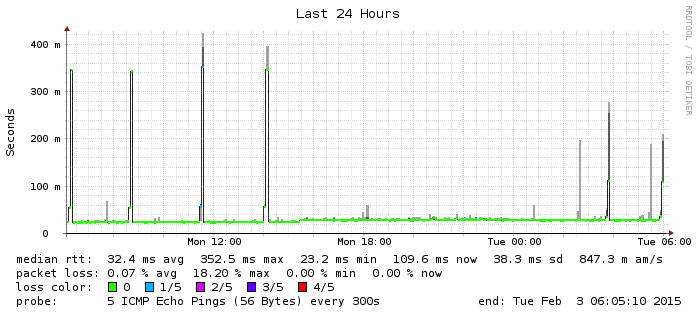 Last 24 Hours
RRDTOOL / TOBI OETIKER
Seconds
400 m
300 m
200 m
100 m
0
Mon 12:00 Mon 18:00 Tue 00:00 Tue 06:00
median rtt: 32.4 ms avg 352.5 ms max 23.2 ms min 109.6 ms now 38.3 ms sd 847.3 m am/s
packet loss: 0.07 % avg 18.20 % max 0.00 % min 0.00 % now
loss color: 0 1/5 2/5 3/5 4/5
probe: 5 ICMP Echo Pings (56 Bytes) every 300s end: Tue Feb 3 06:05:10 2015